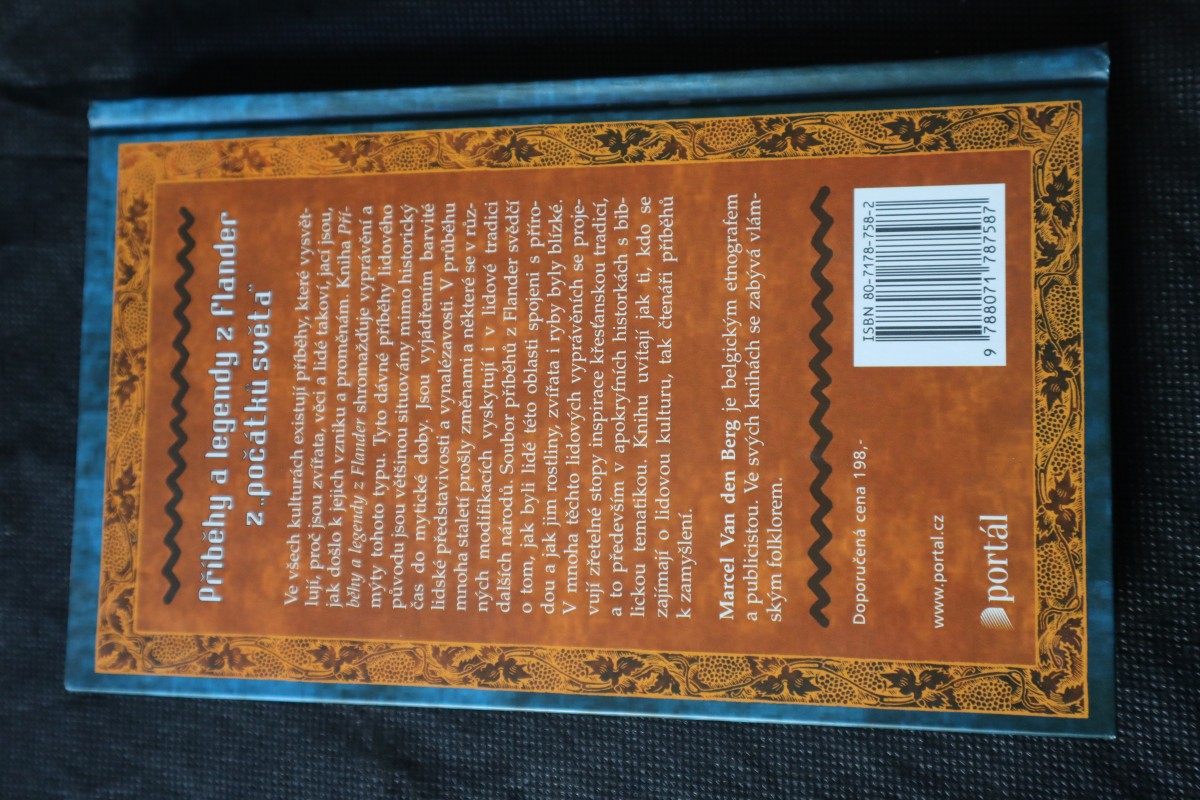 Příběhy a legendy z Flander
z „počátků světa"
Ve všech kulturách existují příběhy, které vysvět-
lují, proč jsou zvířata, věci a lidé takoví, jací jsou,
jak došlo k jejich vzniku a proměnám. Kniha Pří-
běhy a legendy z Flander shromažďuje vyprávění a
mýty tohoto typu. Tyto dávné příběhy lidového
původu jsou většinou situovány mimo historický
čas do mytické doby. Jsou vyjádřením barvité
lidské představivosti a vynalézavosti. V průběhu
mnoha staletí prošly změnami a některé se v růz-
ných modifikacích vyskytují i v lidové tradici
dalších národů. Soubor příběhů z Flander svědčí
o tom, jak byli lidé této oblasti spojeni s příro-
dou a jak jim rostliny, zvířata i ryby byly blízké.
V mnoha těchto lidových vyprávěních se proje-
vují zřetelné stopy inspirace křesťanskou tradicí,
a to především v apokryfních historkách s bib-
lickou tematikou. Knihu uvítají jak ti, kdo se
zajímají o lidovou kulturu, tak čtenáři příběhů
k zamyšlení.
Marcel Van den Berg je belgickým etnografem
a publicistou. Ve svých knihách se zabývá vlám-
ským folklorem.
Doporučená cena 198,-
www.portal.cz
portál
ISBN 80-7178-758-2
9 788071 787587